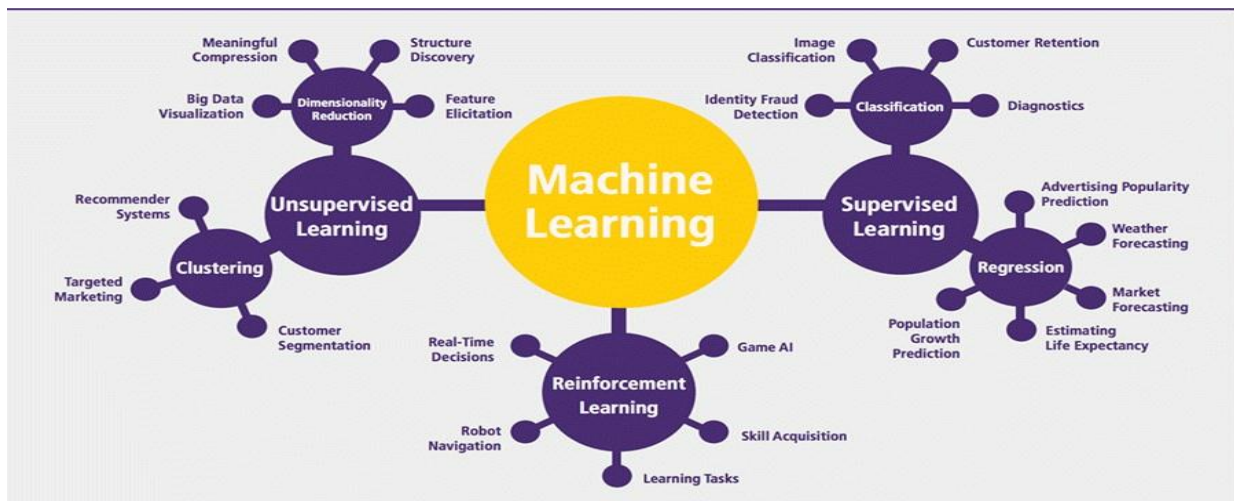 Machine
Learning
Unsupervised
Learning
Dimensionality
Reduction
Meaningful
Compression
Structure
Discovery
Big Data
Visualization
Feature
Elicitation
Clustering
Recommender
Systems
Targeted
Marketing
Customer
Segmentation
Supervised
Learning
Classification
Image
Classification
Customer Retention
Identity Fraud
Detection
Diagnostics
Regression
Advertising Popularity
Prediction
Weather
Forecasting
Market
Forecasting
Estimating
Life Expectancy
Population
Growth
Prediction
Reinforcement
Learning
Real-Time
Decisions
Game AI
Robot
Navigation
Skill Acquisition
Learning Tasks